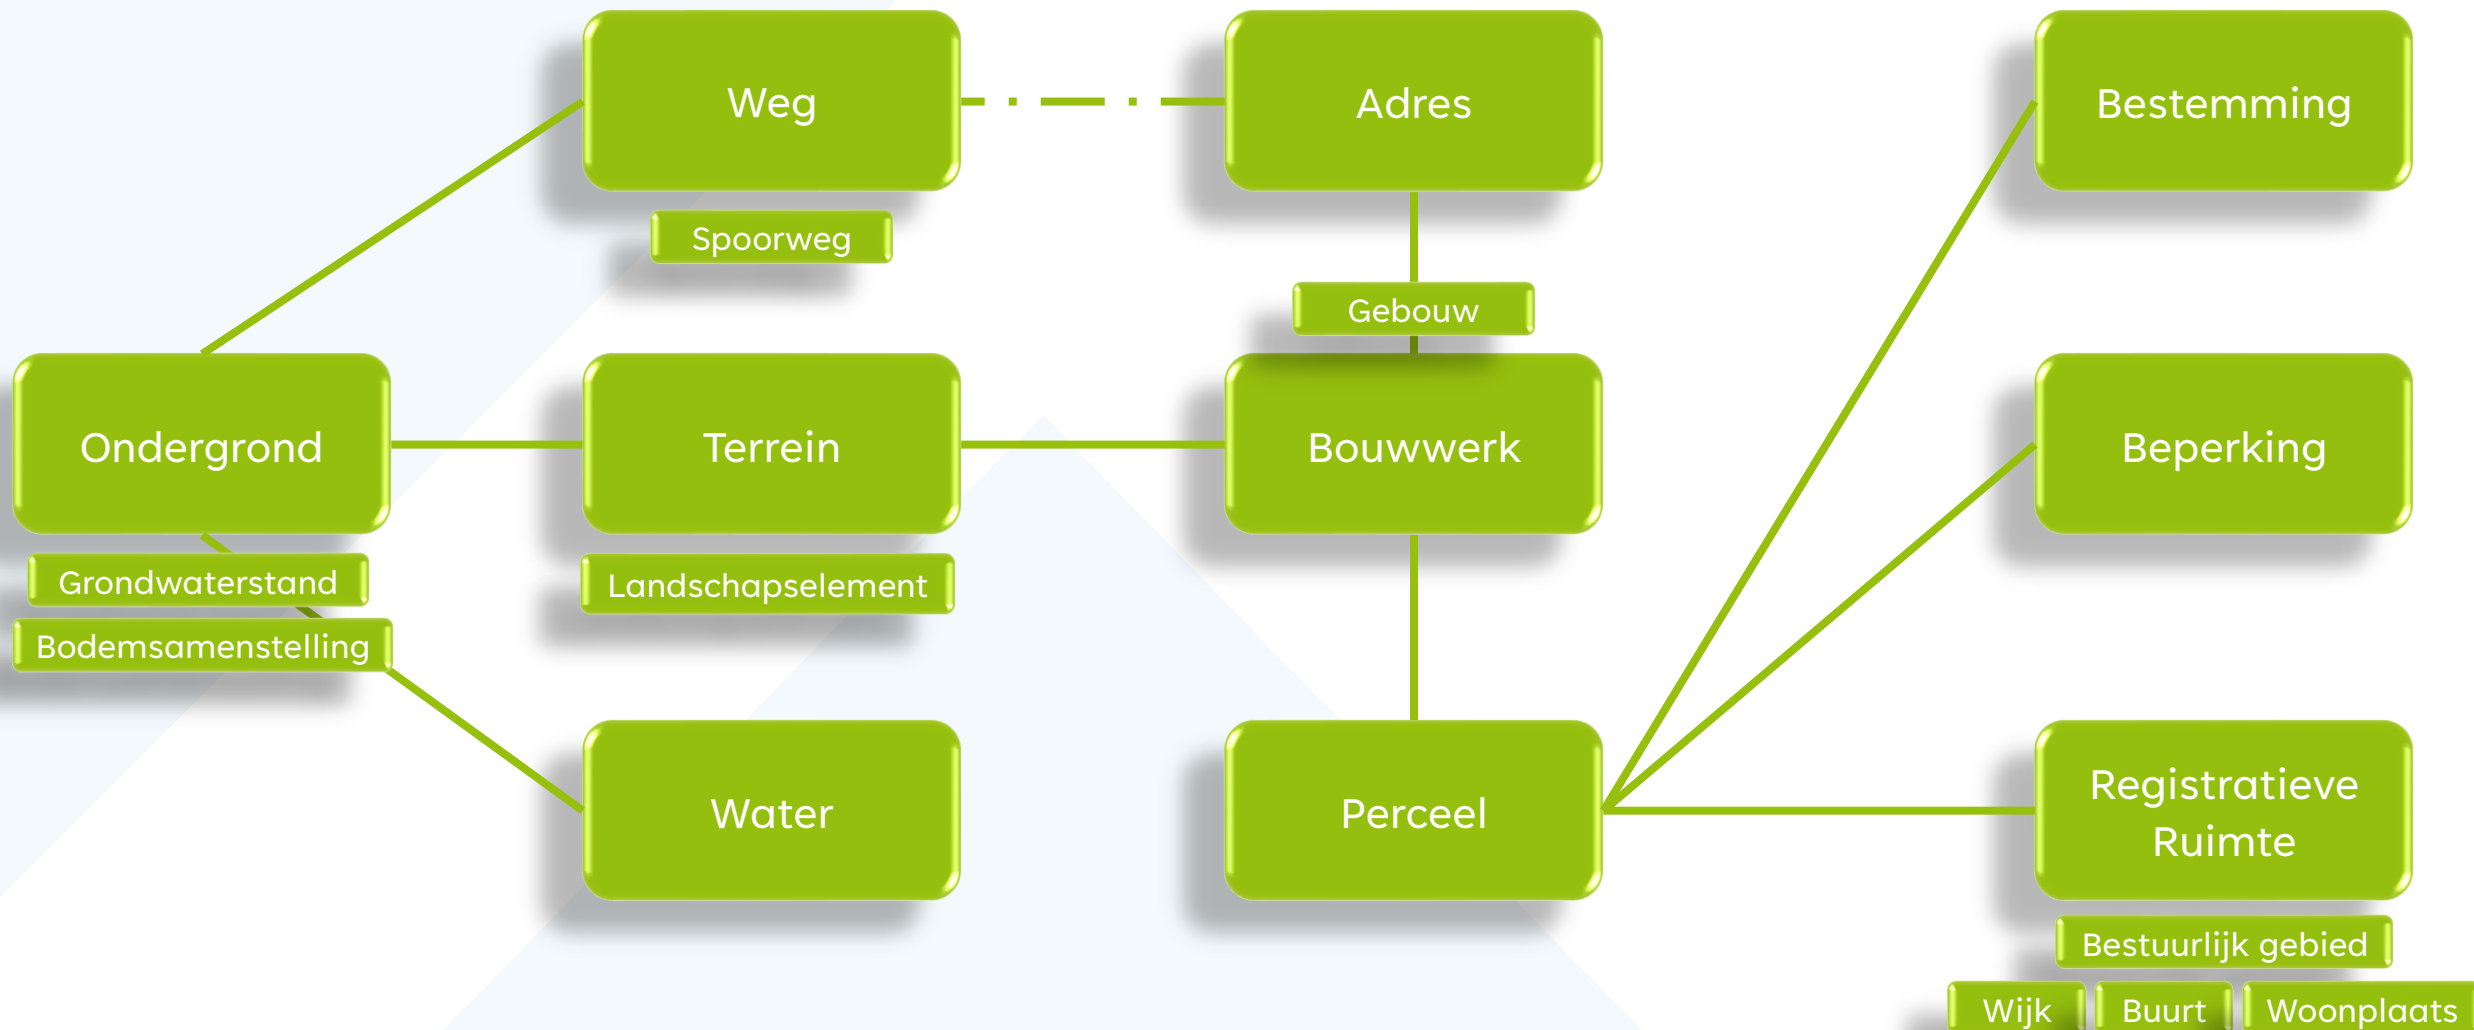 Weg
Adres
Bestemming
Spoorweg
Gebouw
Ondergrond
Terrein
Bouwwerk
Beperking
Grondwaterstand
Landschapselement
Bodemsamenstelling
Water
Perceel
Registratieve
Ruimte
Bestuurlijk gebied
Wijk
Buurt
Woonplaats